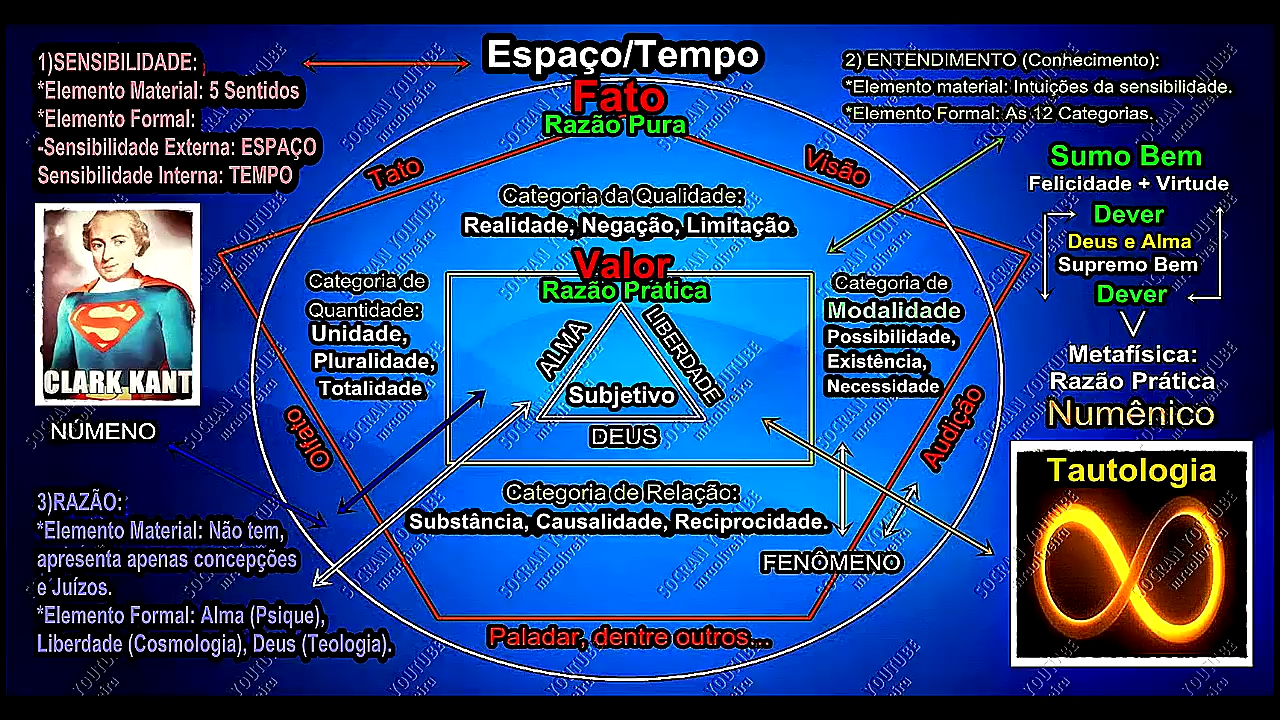 1)SENSIBILIDADE:
*Elemento Material: 5 Sentidos
*Elemento Formal:
-Sensibilidade Externa: ESPAÇO
Sensibilidade Interna: TEMPO
Espaço/Tempo
Fato
Razão Pura
2) ENTENDIMENTO (Conhecimento):
*Elemento material: Intuições da sensibilidade.
*Elemento Formal: As 12 Categorias.
Tato
Visão
Olfato
Audição
Paladar, dentre outros...
Categoria da Qualidade:
Realidade, Negação, Limitação.
Valor
Razão Prática
Categoria de
Quantidade:
Unidade,
Pluralidade,
Totalidade
Categoria de
Modalidade
Possibilidade,
Existência,
Necessidade
ALMA
LIBERDADE
Subjetivo
DEUS
Categoria de Relação:
Substância, Causalidade, Reciprocidade.
FENÔMENO
CLARK KANT
NÚMENO
3)RAZÃO:
*Elemento Material: Não tem,
apresenta apenas concepções
e Juízos.
*Elemento Formal: Alma (Psique),
Liberdade (Cosmologia), Deus (Teologia).
Sumo Bem
Felicidade + Virtude
Dever
Deus e Alma
Supremo Bem
Dever
Metafísica:
Razão Prática
Numênico
Tautologia
SOCRAN YOUTUBE
mraoliveira